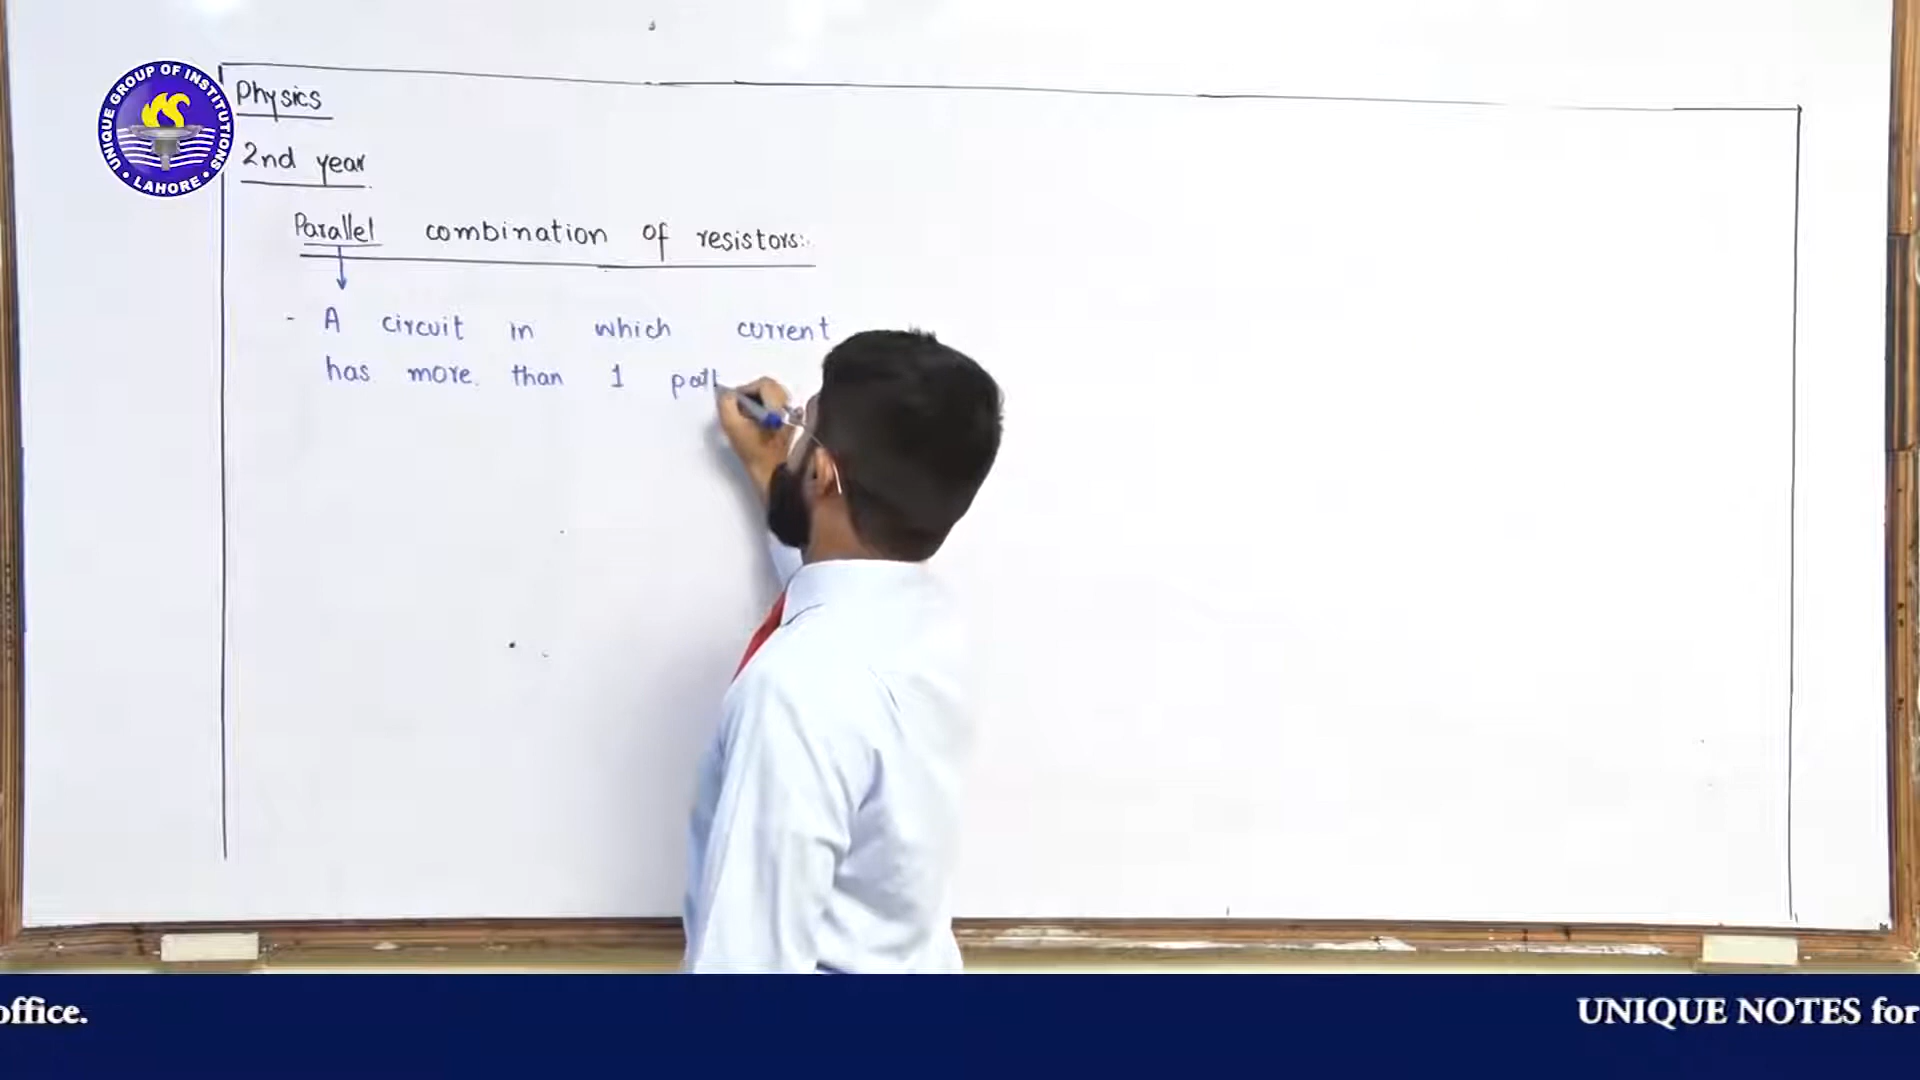 UNIQUE GROUP OF INSTITUTIONS
• LAHORE •
Physics
2nd year
Parallel combination of resistors:-
- A circuit in which current
has more than 1
office.
UNIQUE NOTES for